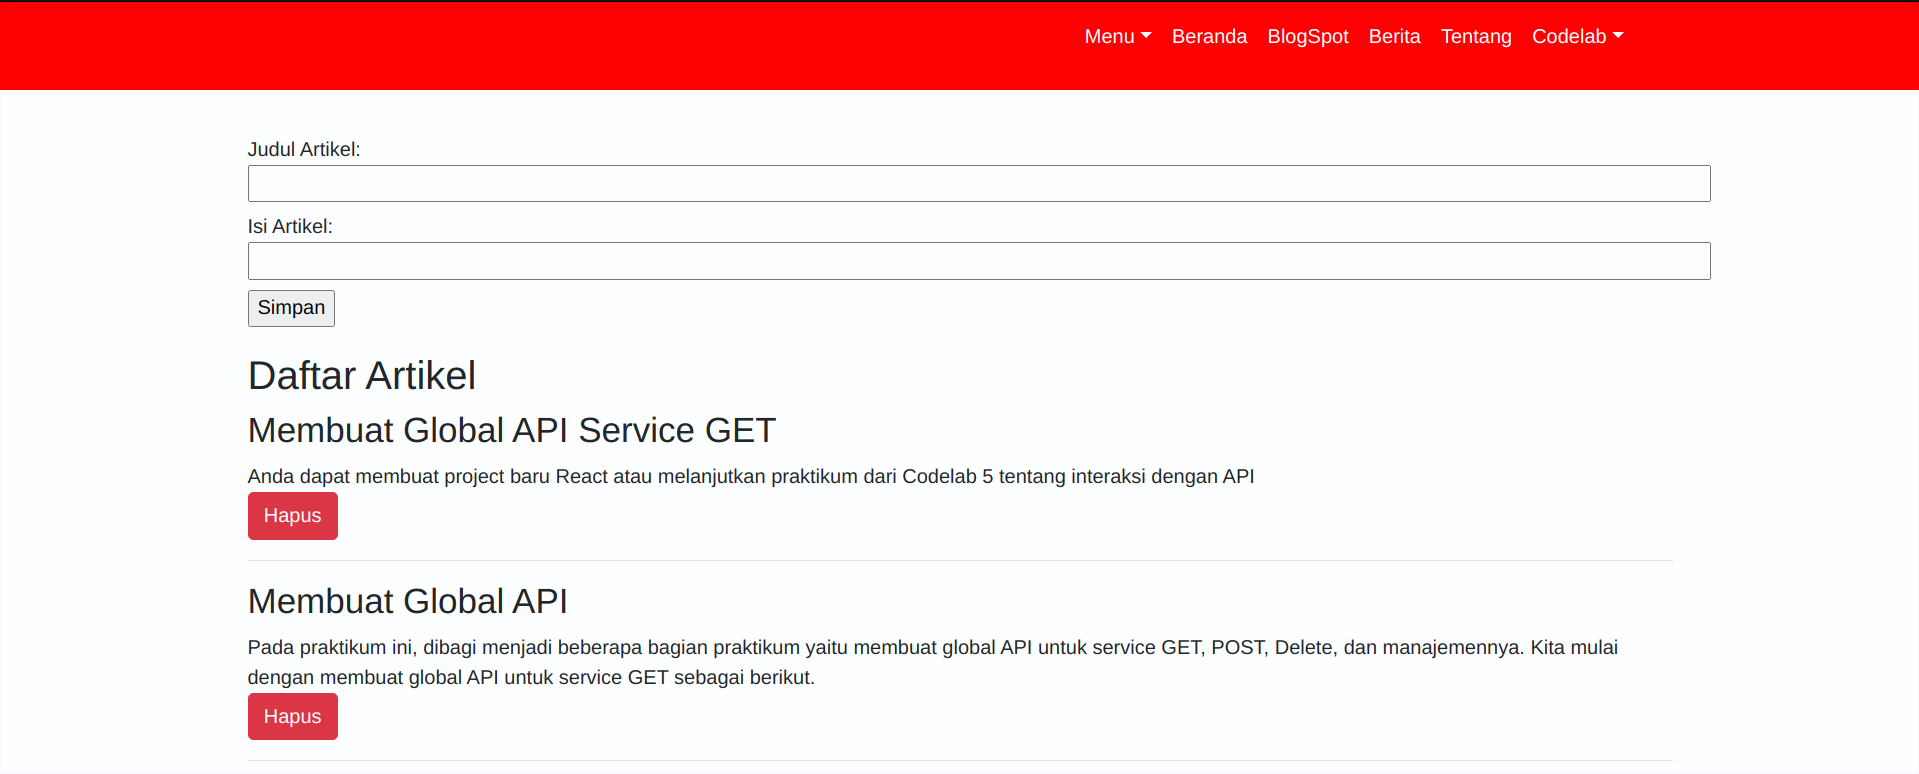 Menu Beranda BlogSpot Berita Tentang Codelab
Judul Artikel:
Isi Artikel:
Simpan
Daftar Artikel
Membuat Global API Service GET
Anda dapat membuat project baru React atau melanjutkan praktikum dari Codelab 5 tentang interaksi dengan API
Hapus
Membuat Global API
Pada praktikum ini, dibagi menjadi beberapa bagian praktikum yaitu membuat global API untuk service GET, POST, Delete, dan manajemennya. Kita mulai
dengan membuat global API untuk service GET sebagai berikut.
Hapus